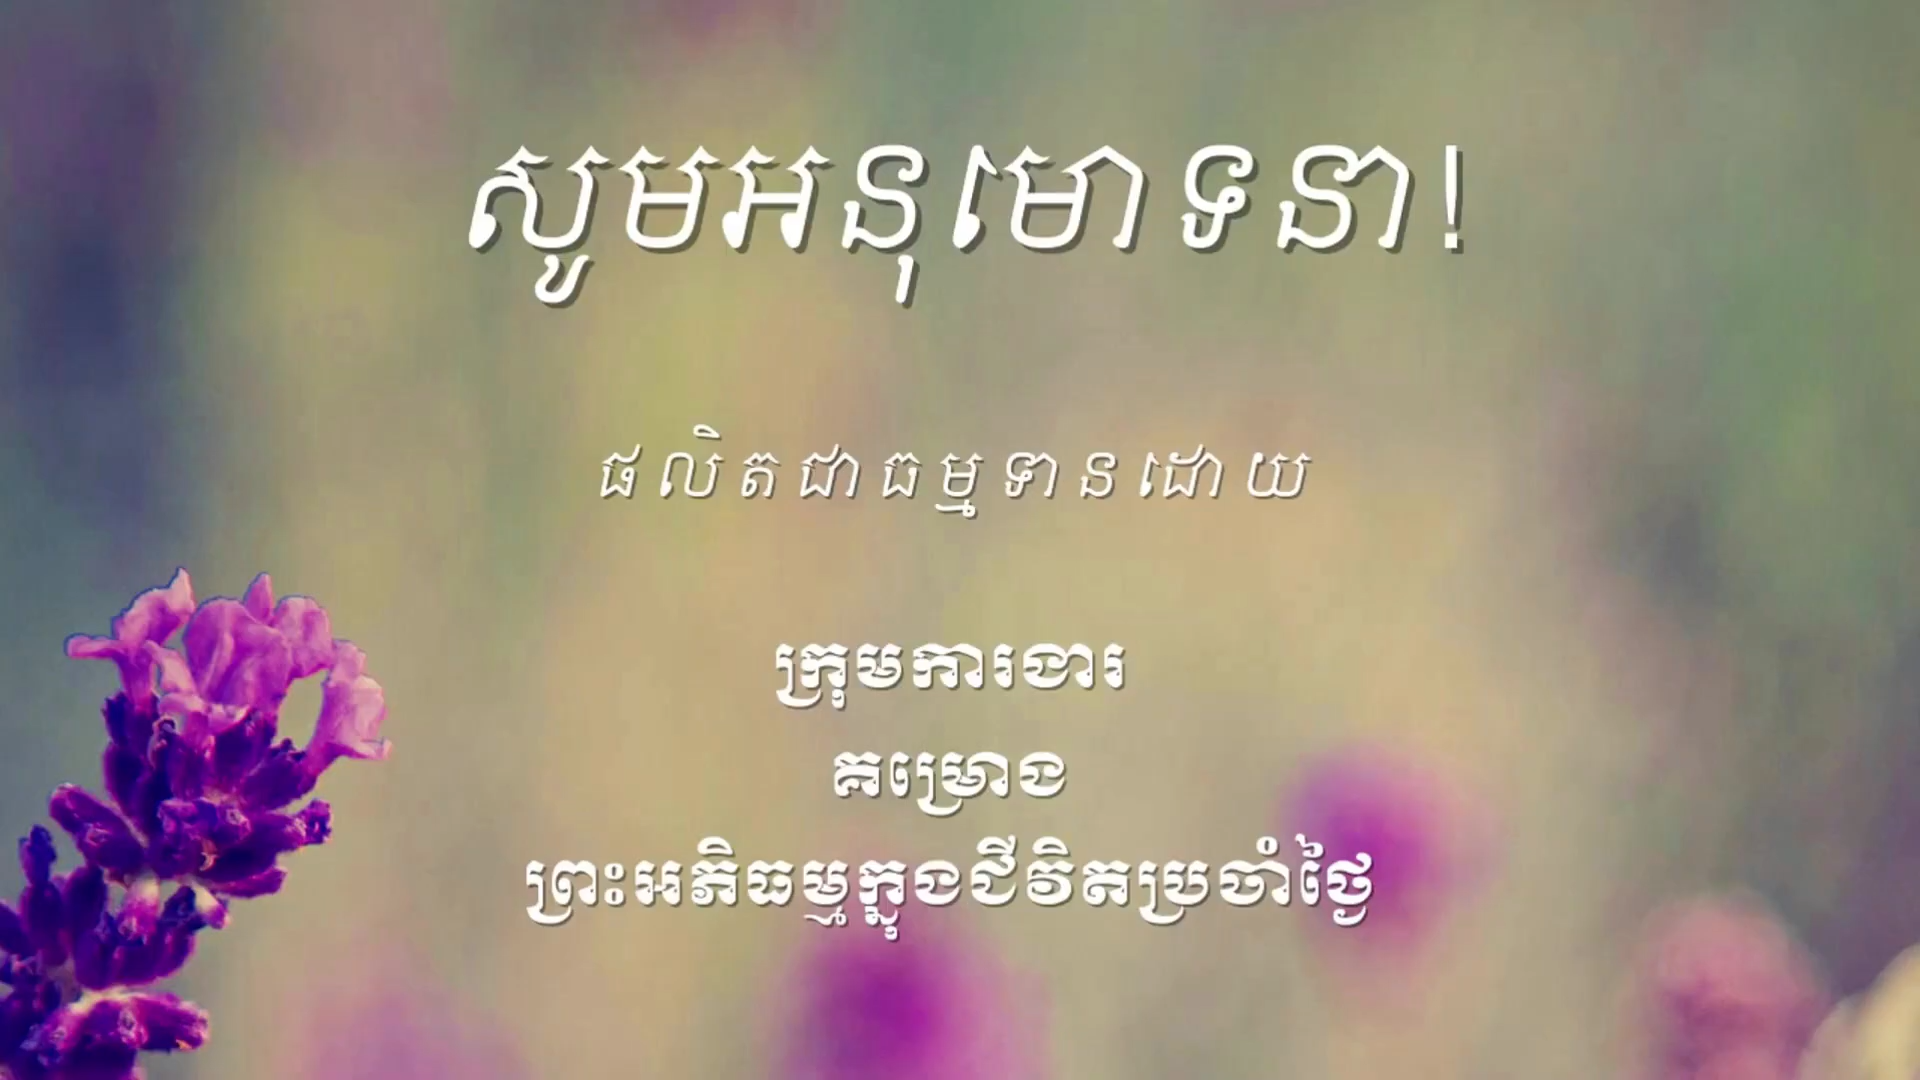 សូមអនុមោទនា!
ផលិតជាធម្មទានដោយ
ក្រុមការងារ
គម្រោង
ព្រះអភិធម្មក្នុងជីវិតប្រចាំថ្ងៃ